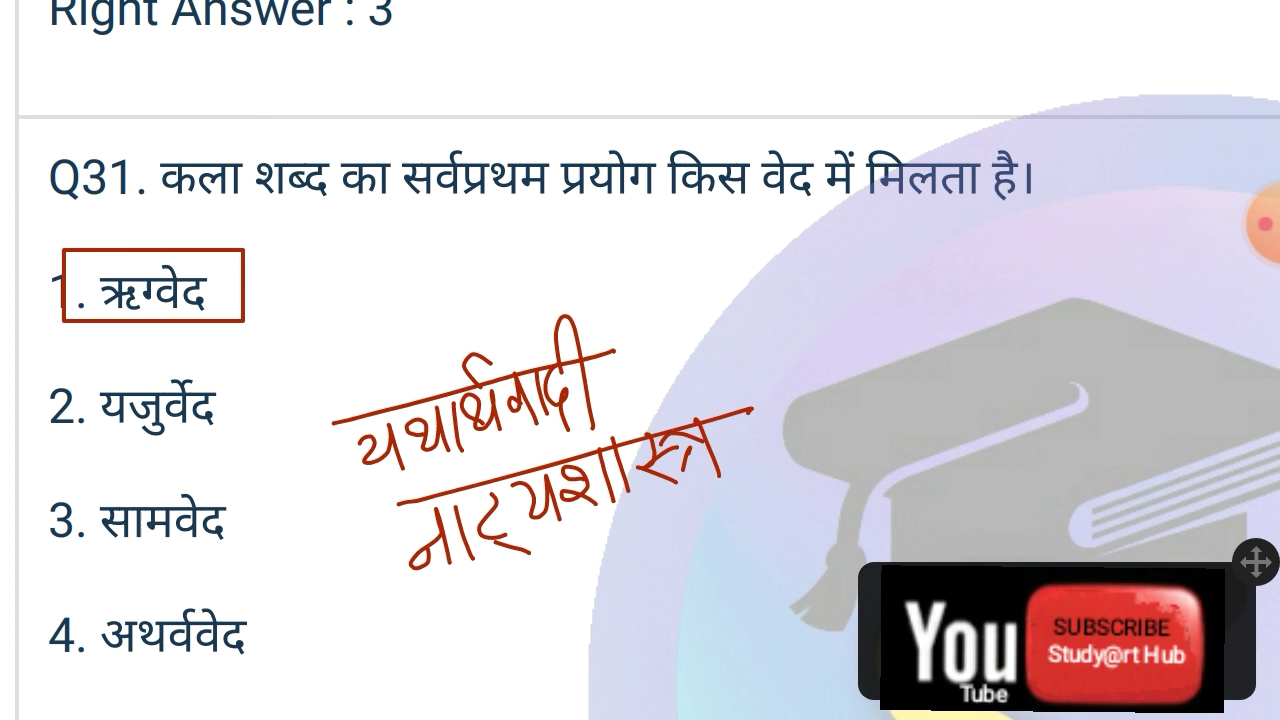 Right Answer : 3
Q31. कला शब्द का सर्वप्रथम प्रयोग किस वेद में मिलता है।
1. ऋग्वेद
यथार्थवादी
2. यजुर्वेद
नाट्यशास्त्र
3. सामवेद
4. अथर्ववेद
You
Tube
SUBSCRIBE
Study@rt Hub